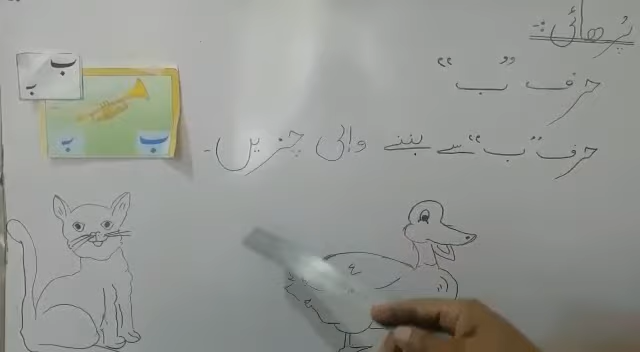 پڑھائی :-
حرف "ب"
حرف "ب" سے بننے والی چیزیں۔
ب ب
ب ب